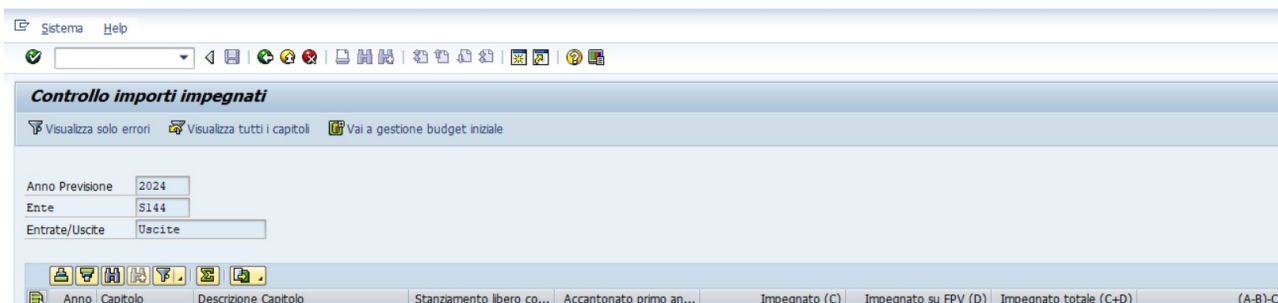 Sistema Help
Controllo importi impegnati
Visualizza solo errori Visualizza tutti i capitoli Vai a gestione budget iniziale
Anno Previsione 2024
Ente S144
Entrate/Uscite Uscite
Anno Capitolo Descrizione Capitolo Stanziamento libero co... Accantonato primo an... Impegnato (C) Impegnato su FPV (D) Impegnato totale (C+D) (A-B)-C